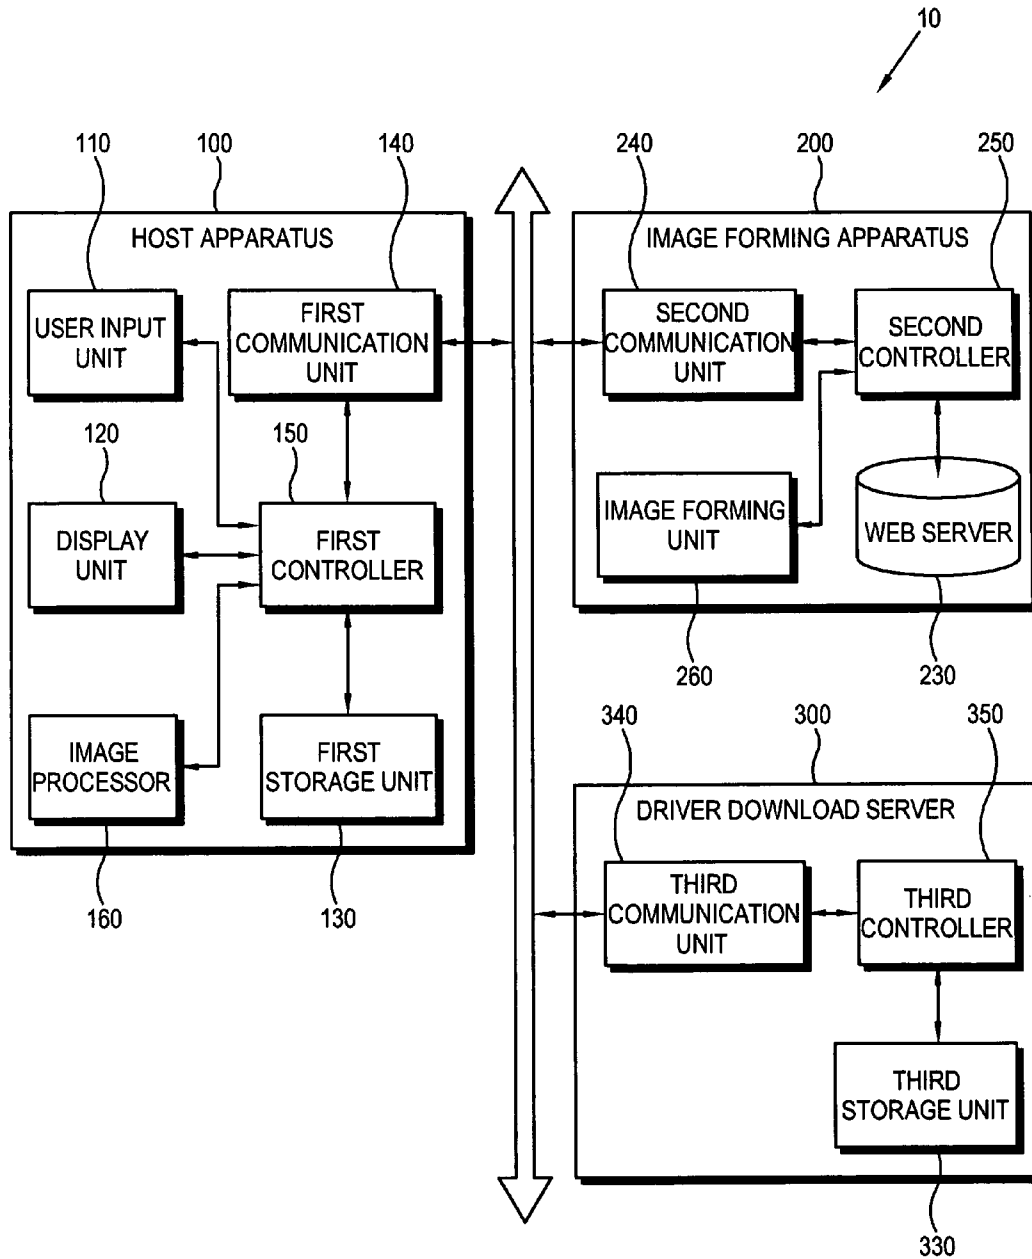 10
110
100
140
240
200
250
HOST APPARATUS
USER INPUT
UNIT
FIRST
COMMUNICATION
UNIT
120
150
DISPLAY
UNIT
FIRST
CONTROLLER
IMAGE
PROCESSOR
FIRST
STORAGE UNIT
160
130
IMAGE FORMING APPARATUS
SECOND
COMMUNICATION
UNIT
SECOND
CONTROLLER
IMAGE FORMING
UNIT
WEB SERVER
260
230
340
300
350
DRIVER DOWNLOAD SERVER
THIRD
COMMUNICATION
UNIT
THIRD
CONTROLLER
THIRD
STORAGE UNIT
330